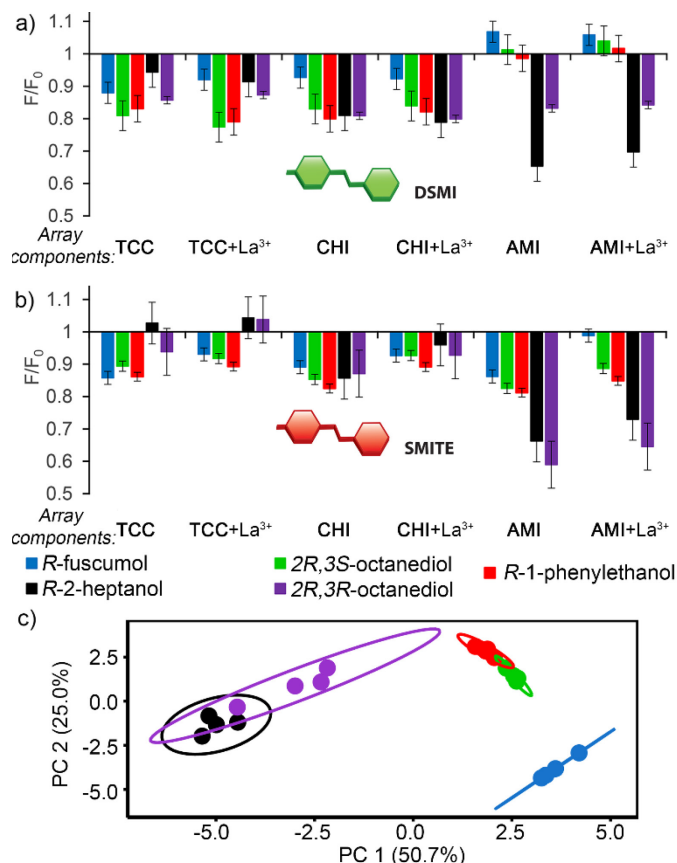 a)
1.1
1
0.9
0.8
0.7
0.6
0.5
F/F₀
DSMI
Array components: TCC TCC+La³⁺ CHI CHI+La³⁺ AMI AMI+La³⁺
b)
1.1
1
0.9
0.8
0.7
0.6
0.5
F/F₀
SMITE
Array components: TCC TCC+La³⁺ CHI CHI+La³⁺ AMI AMI+La³⁺
R-fuscumol 2R,3S-octanediol R-1-phenylethanol
R-2-heptanol 2R,3R-octanediol
c)
2.5
0.0
-2.5
-5.0
PC 2 (25.0%)
-5.0 -2.5 0.0 2.5 5.0
PC 1 (50.7%)